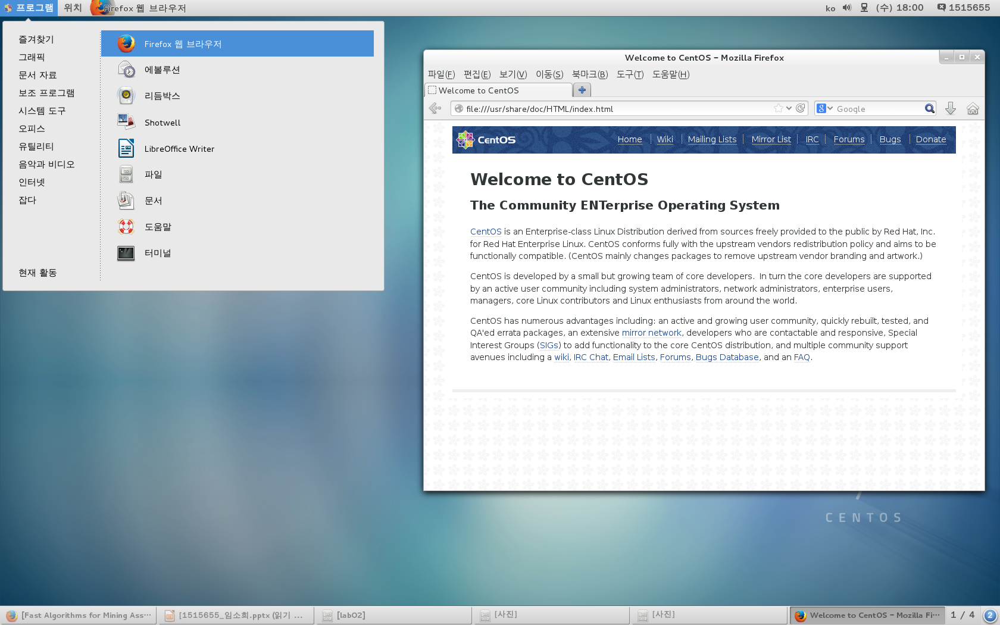 프로그램 위치 Firefox 웹 브라우저 ko (수) 18:00 1515655
즐겨찾기
그래픽
문서 자료
보조 프로그램
시스템 도구
오피스
유틸리티
음악과 비디오
인터넷
잡다
현재 활동
Firefox 웹 브라우저
에볼루션
리듬박스
Shotwell
LibreOffice Writer
파일
문서
도움말
터미널
Welcome to CentOS - Mozilla Firefox
파일(F) 편집(E) 보기(V) 이동(S) 북마크(B) 도구(T) 도움말(H)
Welcome to CentOS
file:///usr/share/doc/HTML/index.html 8 Google
CentOS Home Wiki Mailing Lists Mirror List IRC Forums Bugs Donate
Welcome to CentOS
The Community ENTerprise Operating System
CentOS is an Enterprise-class Linux Distribution derived from sources freely provided to the public by Red Hat, Inc.
for Red Hat Enterprise Linux. CentOS conforms fully with the upstream vendors redistribution policy and aims to be
functionally compatible. (CentOS mainly changes packages to remove upstream vendor branding and artwork.)
CentOS is developed by a small but growing team of core developers. In turn the core developers are supported
by an active user community including system administrators, network administrators, enterprise users,
managers, core Linux contributors and Linux enthusiasts from around the world.
CentOS has numerous advantages including: an active and growing user community, quickly rebuilt, tested, and
QA'ed errata packages, an extensive mirror network, developers who are contactable and responsive, Special
Interest Groups (SIGs) to add functionality to the core CentOS distribution, and multiple community support
avenues including a wiki, IRC Chat, Email Lists, Forums, Bugs Database, and an FAQ.
CENTOS
[Fast Algorithms for Mining Ass... [1515655_임소희.pptx (읽기 ... [lab02] [사진] [사진] Welcome to CentOS - Mozilla Fi... 1 / 4 2